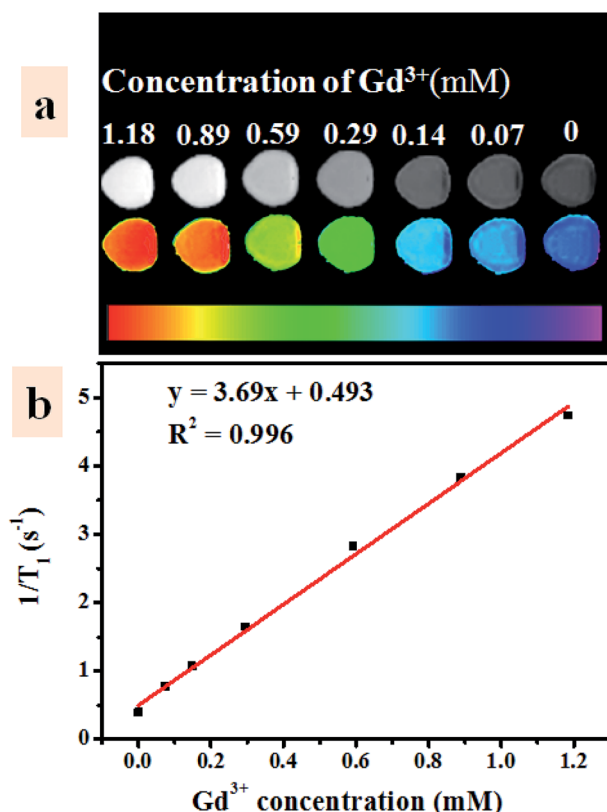 a
Concentration of Gd³⁺(mM)
1.18 0.89 0.59 0.29 0.14 0.07 0
b
y = 3.69x + 0.493
R² = 0.996
5
4
3
2
1
0
1/T₁ (s⁻¹)
0.0 0.2 0.4 0.6 0.8 1.0 1.2
Gd³⁺ concentration (mM)